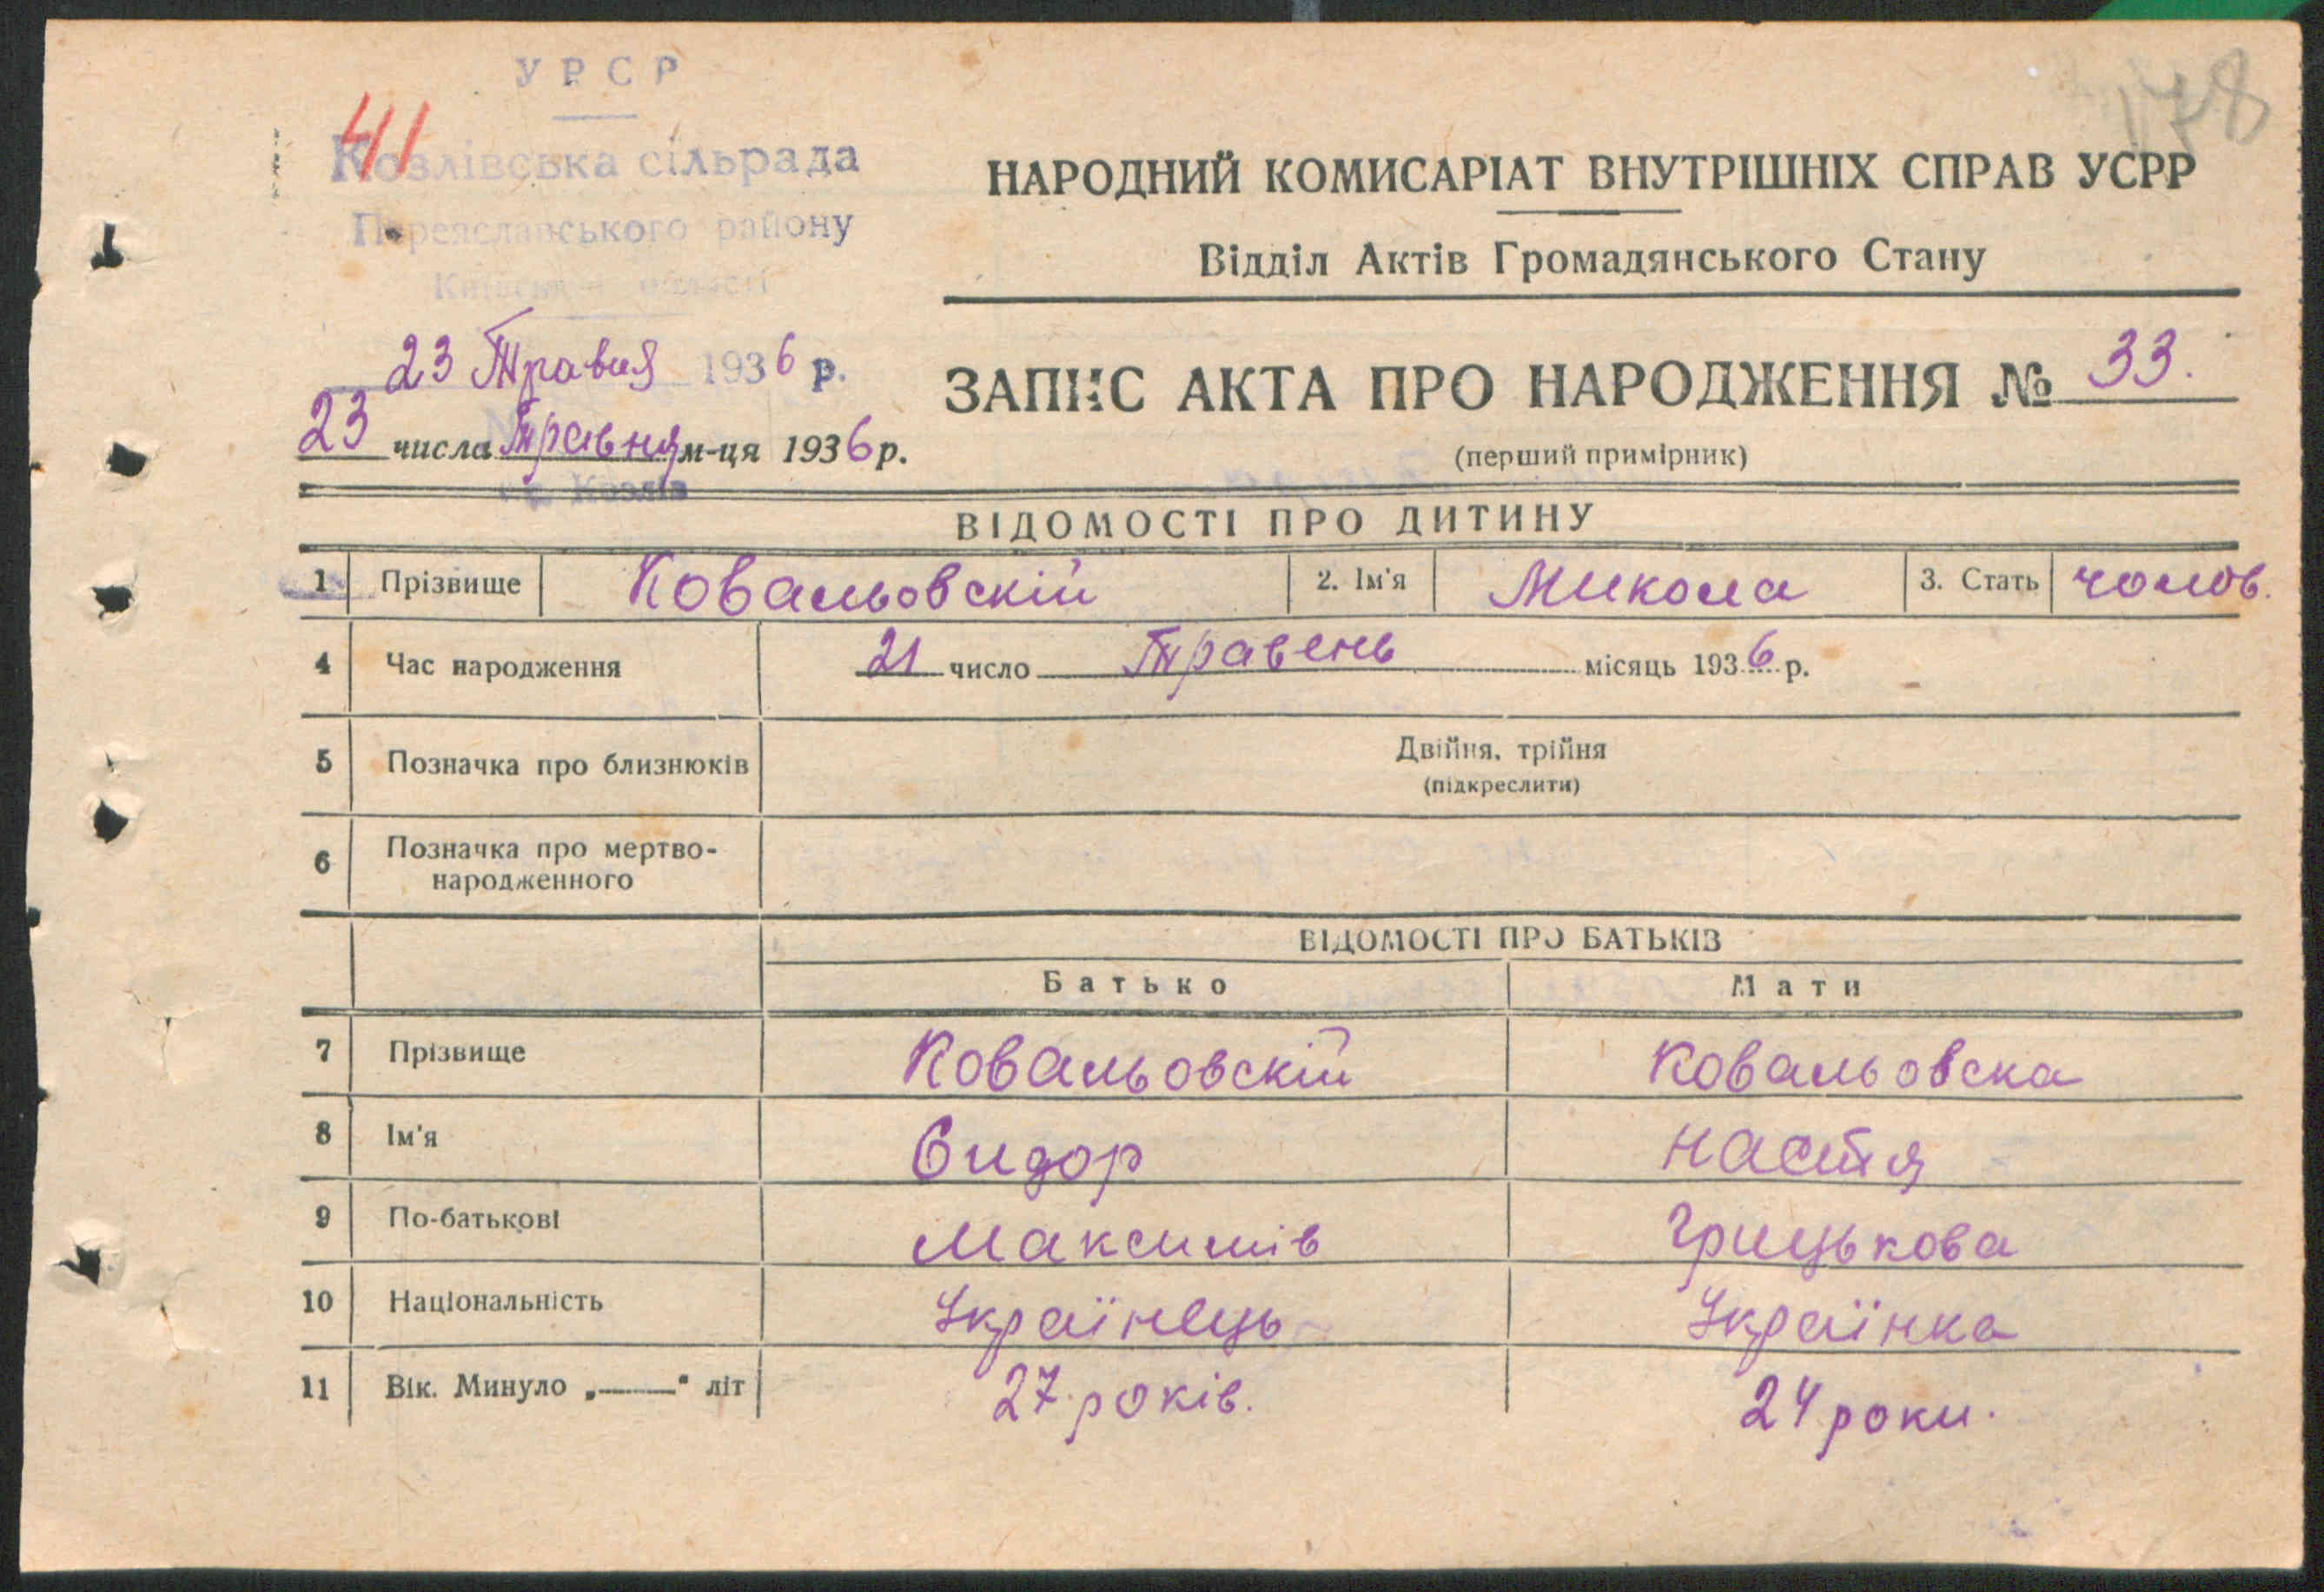 УРСР
41
178
Козлівська сільрада
Переяславського району
Київської області
23 Травня 1936 р.
23 числа Травня м-ця 1936 р.
с. Козлів
НАРОДНИЙ КОМИСАРІАТ ВНУТРІШНІХ СПРАВ УСРР
Відділ Актів Громадянського Стану
ЗАПИС АКТА ПРО НАРОДЖЕННЯ № 33.
(перший примірник)
ВІДОМОСТІ ПРО ДИТИНУ
1 Прізвище Ковальовскій 2. Ім'я Микола 3. Стать чолов.
4 Час народження 21 число Травень місяць 1936 р.
5 Позначка про близнюків Двійня, трійня
(підкреслити)
6 Позначка про мертво-
народженного
ВІДОМОСТІ ПРО БАТЬКІВ
Батько Мати
7 Прізвище Ковальовскій Ковальовска
8 Ім'я Сидор Настя
9 По-батькові Максимів Грицькова
10 Національність Українець Українка
11 Вік. Минуло „——" літ 27 років. 24 роки.